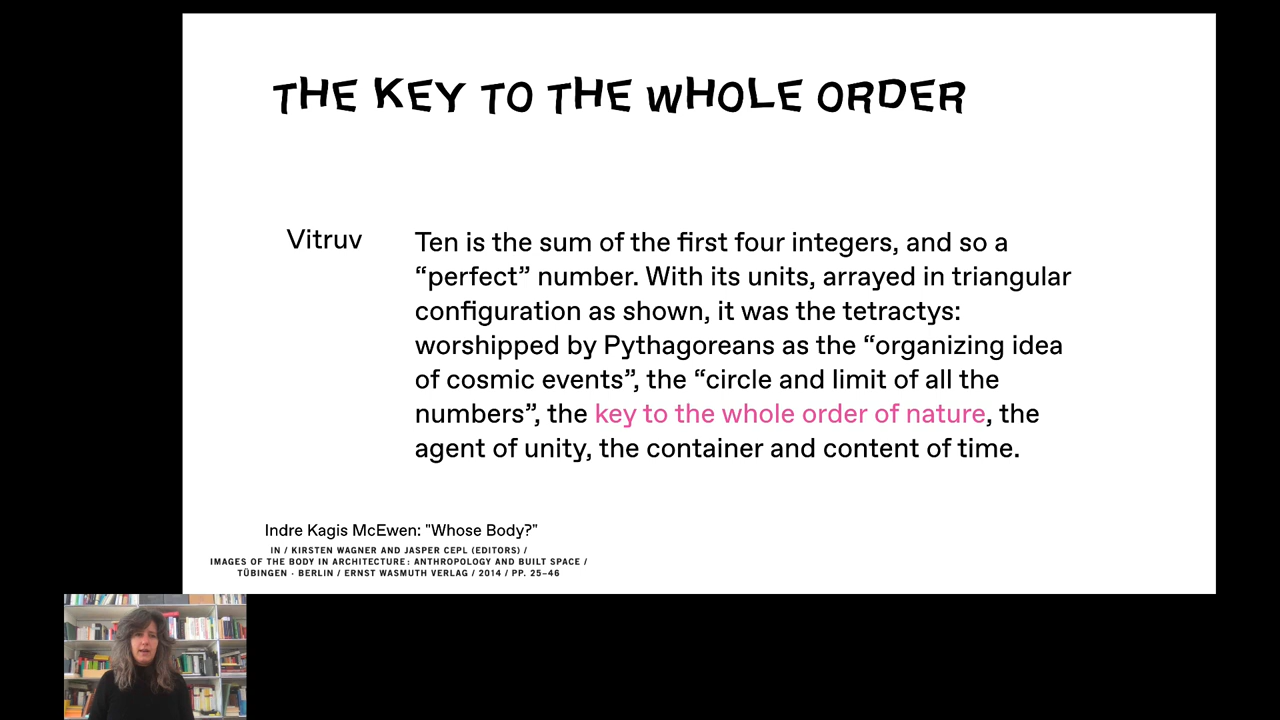 THE KEY TO THE WHOLE ORDER
Vitruv
Ten is the sum of the first four integers, and so a
“perfect” number. With its units, arrayed in triangular
configuration as shown, it was the tetractys:
worshipped by Pythagoreans as the “organizing idea
of cosmic events”, the “circle and limit of all the
numbers”, the key to the whole order of nature, the
agent of unity, the container and content of time.
Indre Kagis McEwen: "Whose Body?"
IN / KIRSTEN WAGNER AND JASPER CEPL (EDITORS) /
IMAGES OF THE BODY IN ARCHITECTURE: ANTHROPOLOGY AND BUILT SPACE /
TÜBINGEN · BERLIN / ERNST WASMUTH VERLAG / 2014 / PP. 25–46